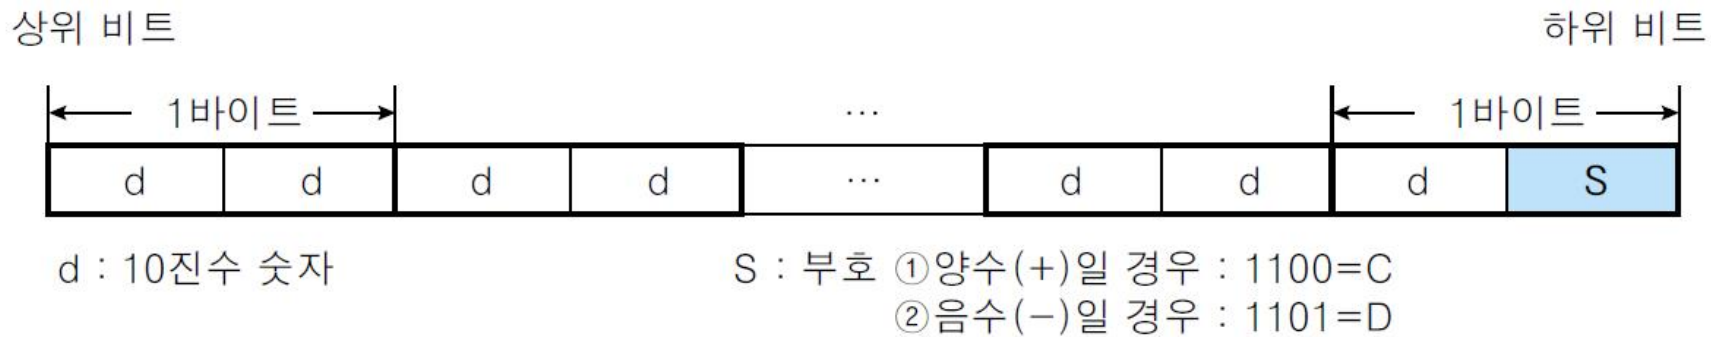 상위 비트 하위 비트
1바이트 … 1바이트
d d d d … d d d S
d : 10진수 숫자 S : 부호 ①양수(+)일 경우 : 1100=C
②음수(−)일 경우 : 1101=D